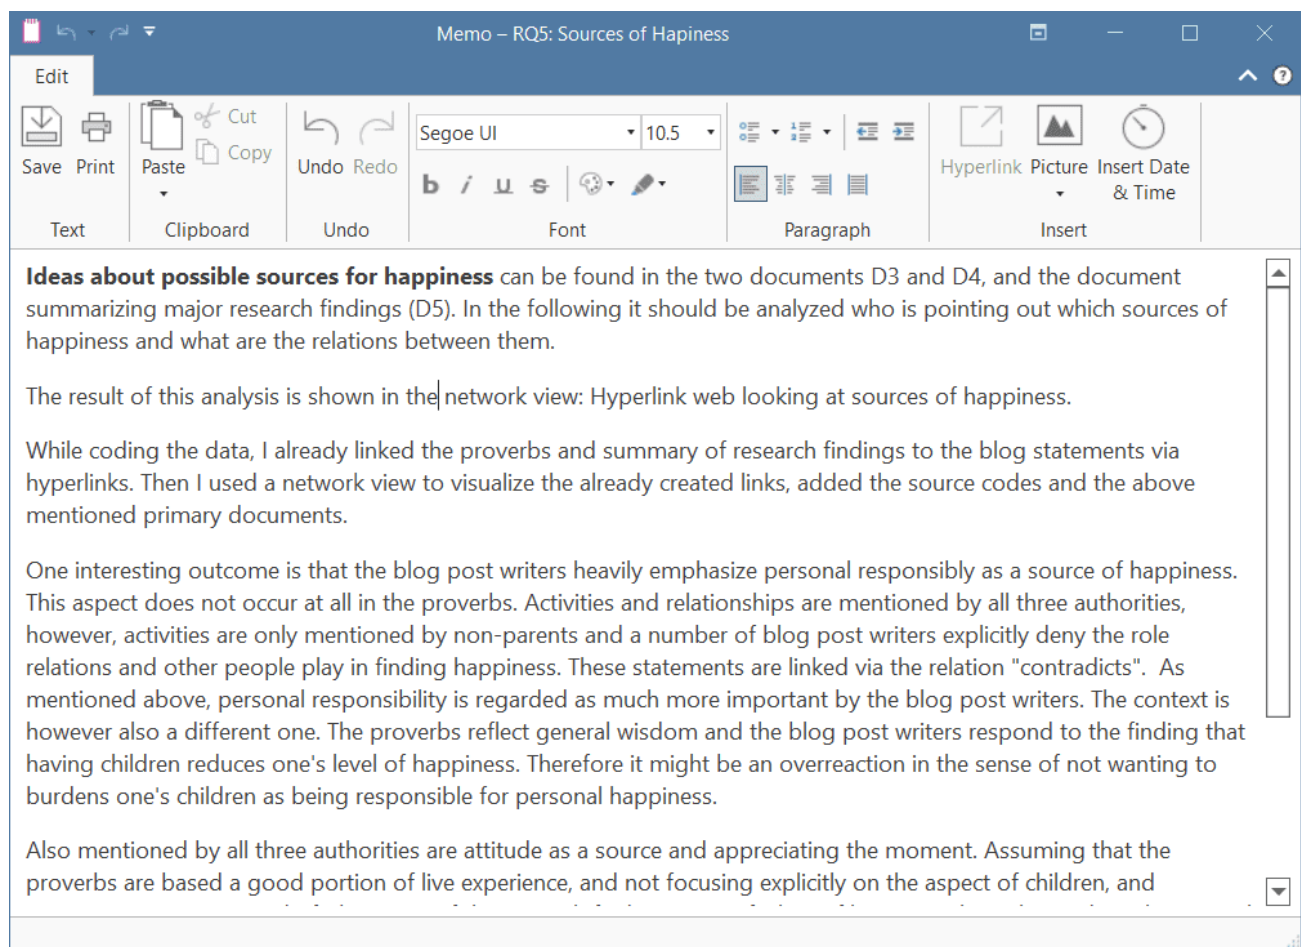 Memo – RQ5: Sources of Hapiness
Edit
Save Print Paste Cut Copy Undo Redo Segoe UI 10.5 Hyperlink Picture Insert Date & Time
b i u s
Text Clipboard Undo Font Paragraph Insert
Ideas about possible sources for happiness can be found in the two documents D3 and D4, and the document
summarizing major research findings (D5). In the following it should be analyzed who is pointing out which sources of
happiness and what are the relations between them.
The result of this analysis is shown in the network view: Hyperlink web looking at sources of happiness.
While coding the data, I already linked the proverbs and summary of research findings to the blog statements via
hyperlinks. Then I used a network view to visualize the already created links, added the source codes and the above
mentioned primary documents.
One interesting outcome is that the blog post writers heavily emphasize personal responsibly as a source of happiness.
This aspect does not occur at all in the proverbs. Activities and relationships are mentioned by all three authorities,
however, activities are only mentioned by non-parents and a number of blog post writers explicitly deny the role
relations and other people play in finding happiness. These statements are linked via the relation "contradicts".  As
mentioned above, personal responsibility is regarded as much more important by the blog post writers. The context is
however also a different one. The proverbs reflect general wisdom and the blog post writers respond to the finding that
having children reduces one's level of happiness. Therefore it might be an overreaction in the sense of not wanting to
burdens one's children as being responsible for personal happiness.
Also mentioned by all three authorities are attitude as a source and appreciating the moment. Assuming that the
proverbs are based a good portion of live experience, and not focusing explicitly on the aspect of children, and